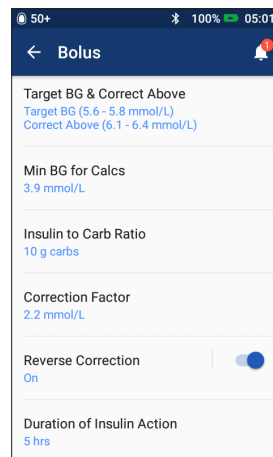 50+ 100% 05:01
Bolus
1
Target BG & Correct Above
Target BG (5.6 - 5.8 mmol/L)
Correct Above (6.1 - 6.4 mmol/L)
Min BG for Calcs
3.9 mmol/L
Insulin to Carb Ratio
10 g carbs
Correction Factor
2.2 mmol/L
Reverse Correction
On
Duration of Insulin Action
5 hrs